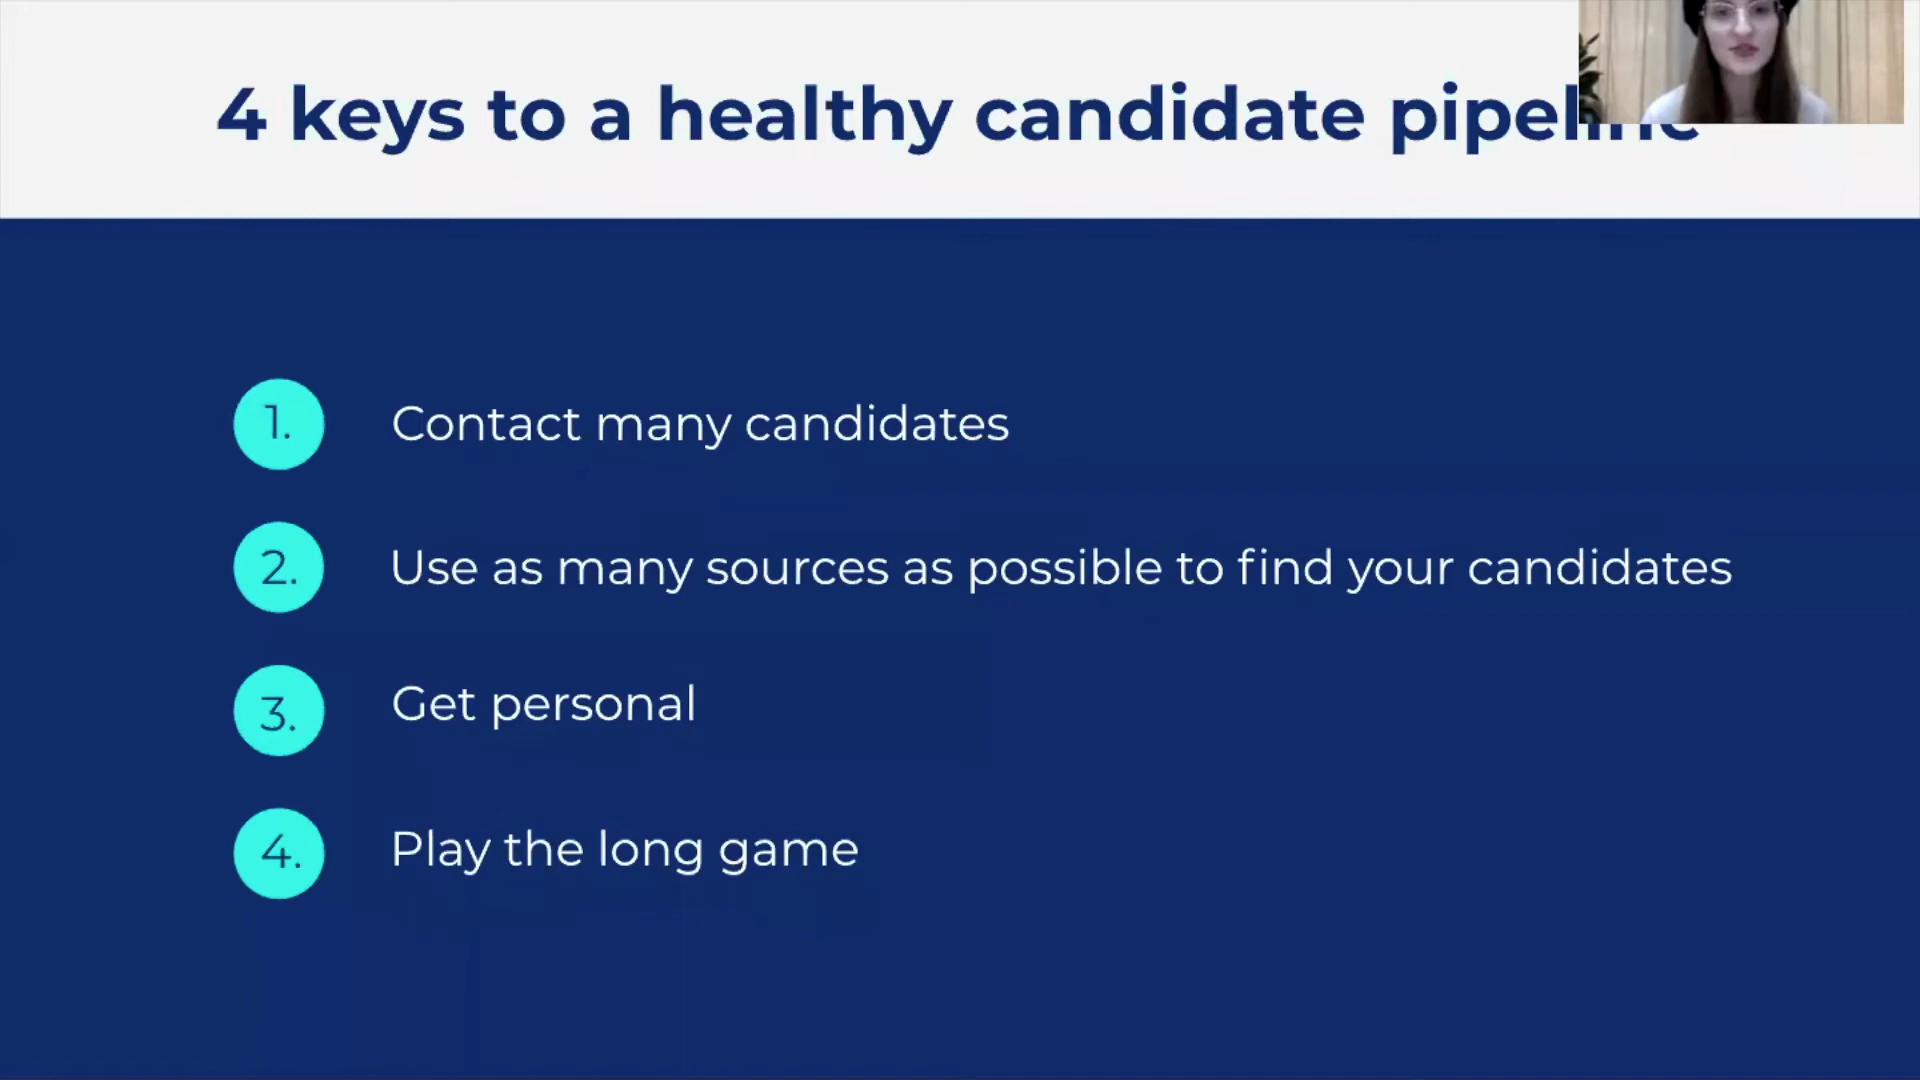 4 keys to a healthy candidate pipeline
1. Contact many candidates
2. Use as many sources as possible to find your candidates
3. Get personal
4. Play the long game